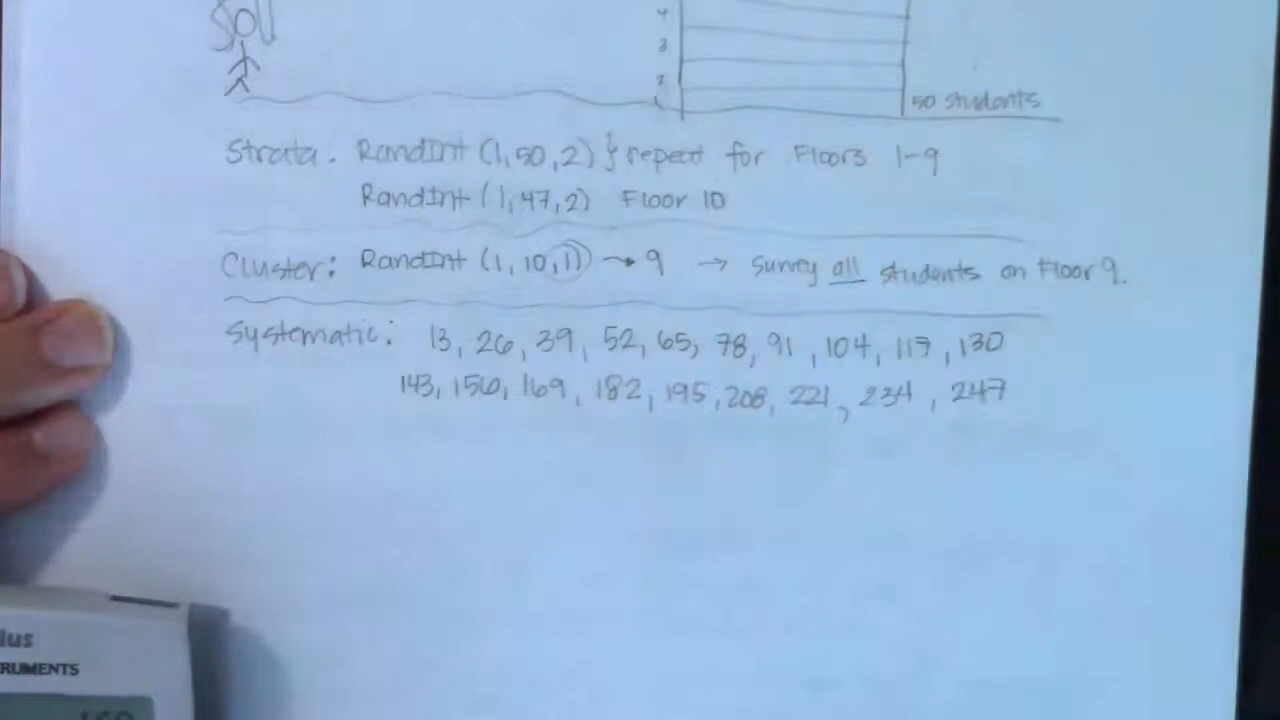 SOU
4
3
2
1
50 students
Strata. RandInt (1,50,2) } repeat for Floors 1-9
RandInt (1,47,2) Floor 10
Cluster: RandInt (1,10,1) → 9 → Survey all students on Floor 9.
Systematic: 13, 26, 39, 52, 65, 78, 91, 104, 117, 130
143, 156, 169, 182, 195, 208, 221, 234, 247
lus
RUMENTS